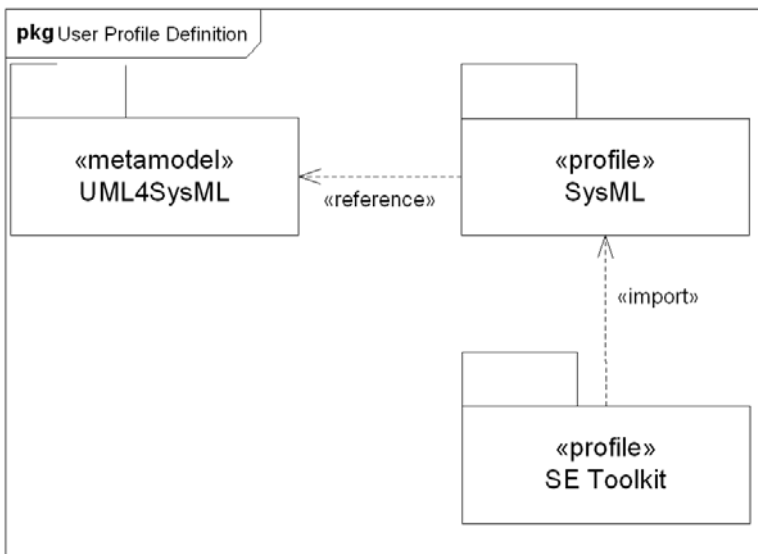 pkg User Profile Definition
«metamodel»
UML4SysML
«reference»
«profile»
SysML
«import»
«profile»
SE Toolkit